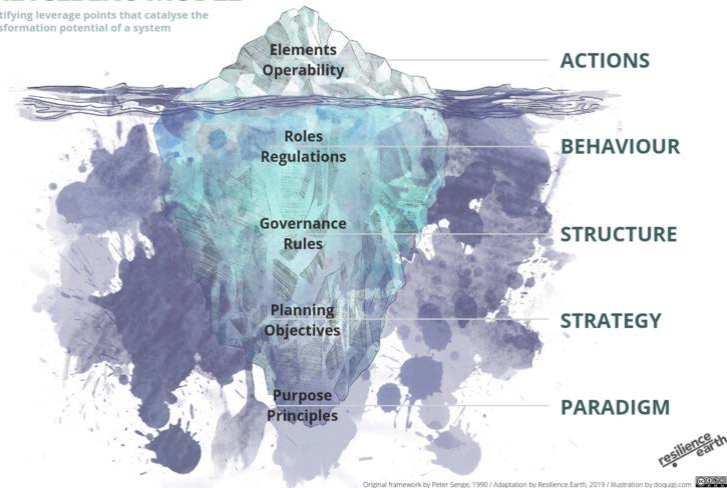 tifying leverage points that catalyse the
sformation potential of a system
Elements
Operability
ACTIONS
Roles
Regulations
BEHAVIOUR
Governance
Rules
STRUCTURE
Planning
Objectives
STRATEGY
Purpose
Principles
PARADIGM
resilience
earth
Original framework by Peter Senge, 1990 / Adaptation by Resilience.Earth, 2019 / Illustration by doquigi.com